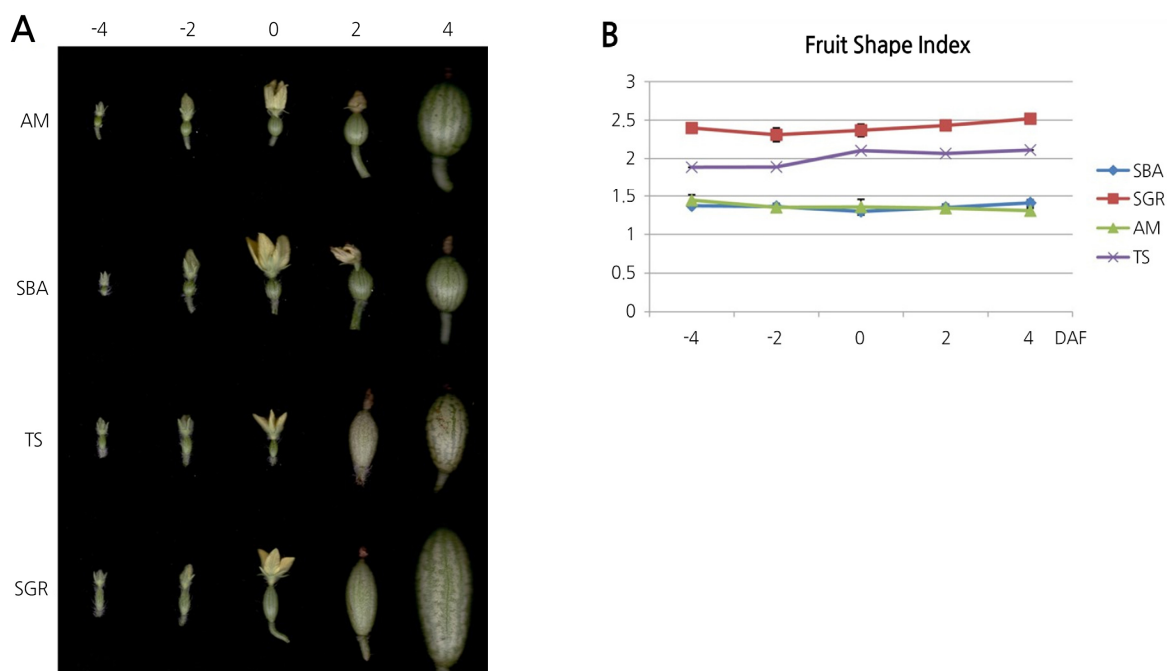 A
-4 -2 0 2 4
AM
SBA
TS
SGR
B
Fruit Shape Index
3
2.5
2
1.5
1
0.5
0
-4 -2 0 2 4 DAF
SBA
SGR
AM
TS